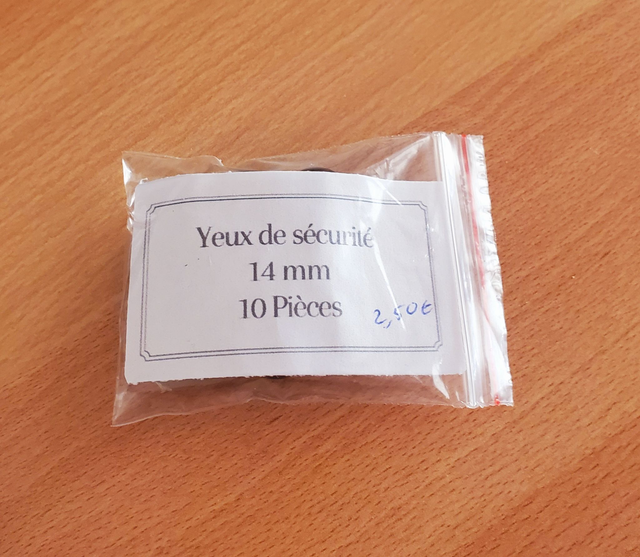 Yeux de sécurité
14 mm
10 Pièces
2,50€